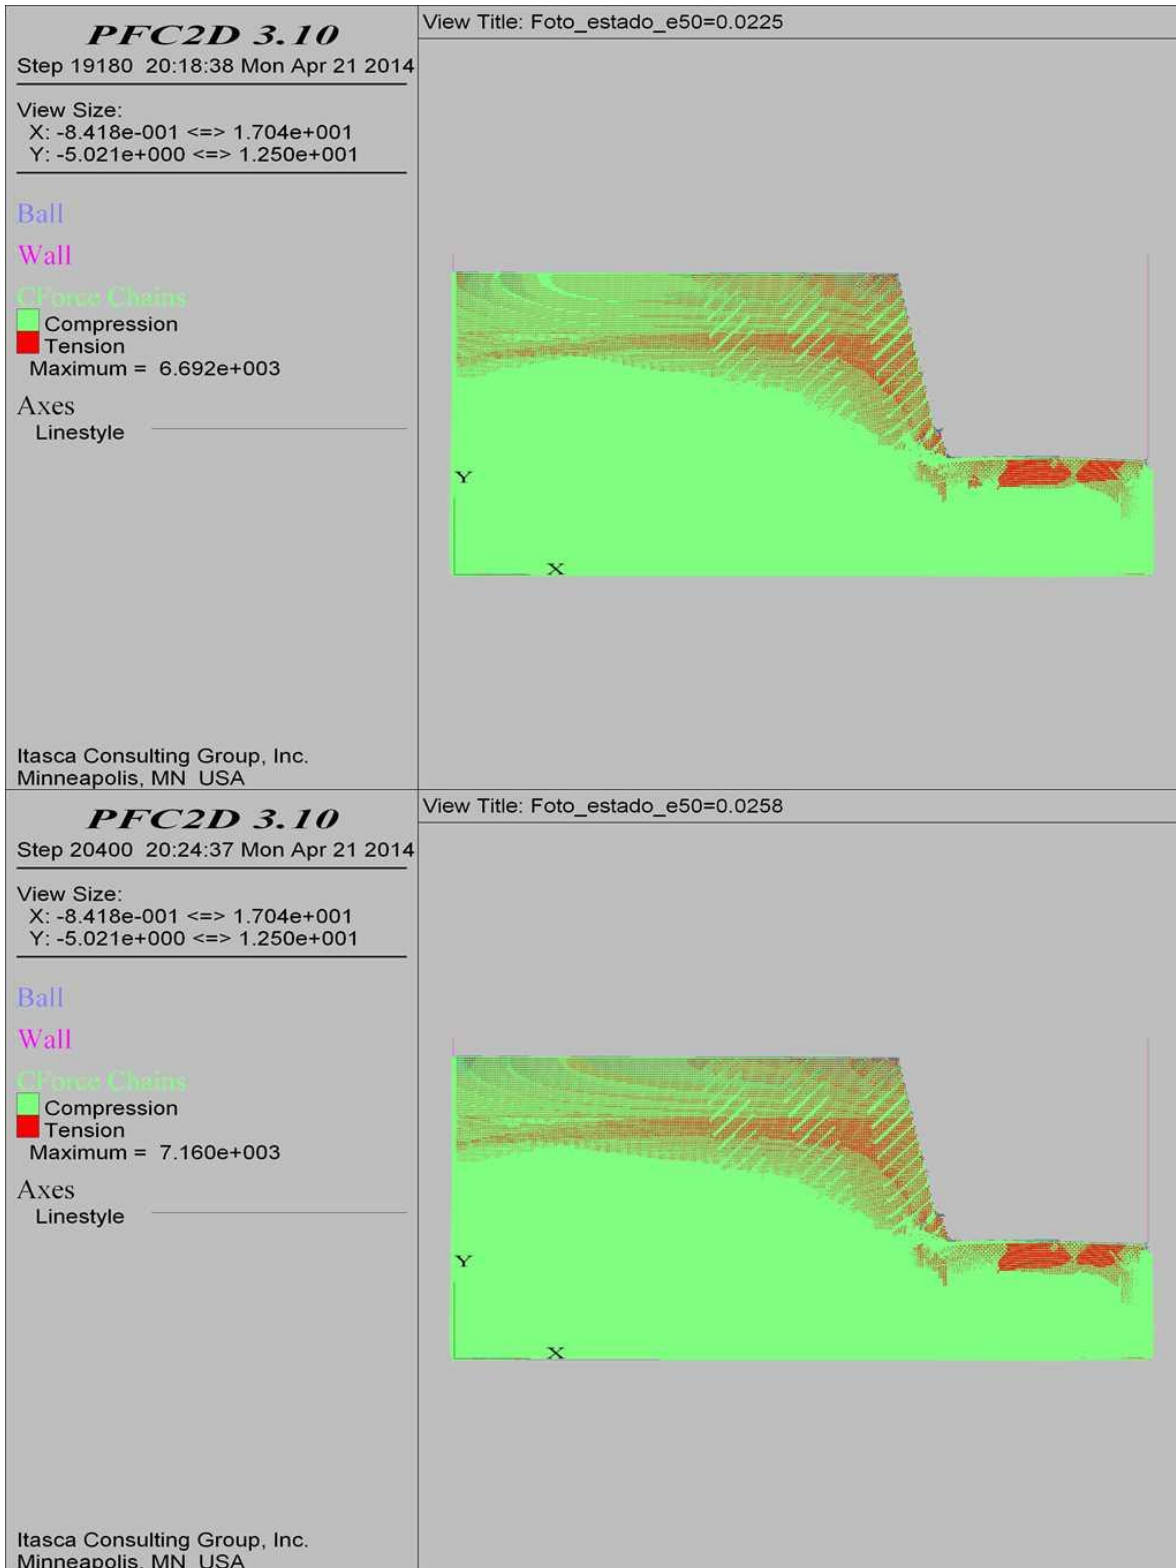 PFC2D 3.10
Step 19180 20:18:38 Mon Apr 21 2014
View Size:
X: -8.418e-001 <=> 1.704e+001
Y: -5.021e+000 <=> 1.250e+001
Ball
Wall
CForce Chains
Compression
Tension
Maximum = 6.692e+003
Axes
Linestyle
Itasca Consulting Group, Inc.
Minneapolis, MN USA
View Title: Foto_estado_e50=0.0225
Y
X
PFC2D 3.10
Step 20400 20:24:37 Mon Apr 21 2014
View Size:
X: -8.418e-001 <=> 1.704e+001
Y: -5.021e+000 <=> 1.250e+001
Ball
Wall
CForce Chains
Compression
Tension
Maximum = 7.160e+003
Axes
Linestyle
Itasca Consulting Group, Inc.
Minneapolis, MN USA
View Title: Foto_estado_e50=0.0258
Y
X